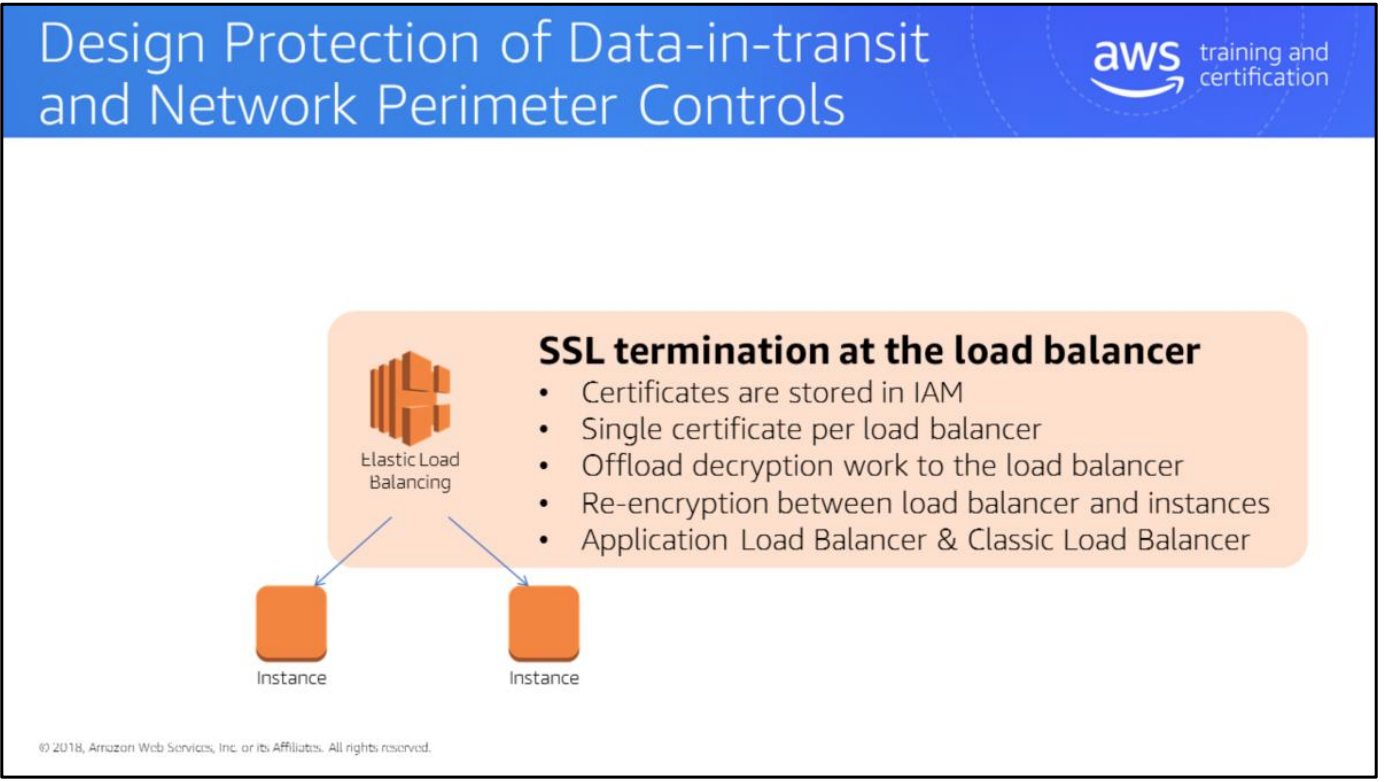 Design Protection of Data-in-transit
and Network Perimeter Controls
aws training and
certification
SSL termination at the load balancer
• Certificates are stored in IAM
• Single certificate per load balancer
• Offload decryption work to the load balancer
• Re-encryption between load balancer and instances
• Application Load Balancer & Classic Load Balancer
Elastic Load
Balancing
Instance
Instance
© 2018, Amazon Web Services, Inc. or its Affiliates. All rights reserved.